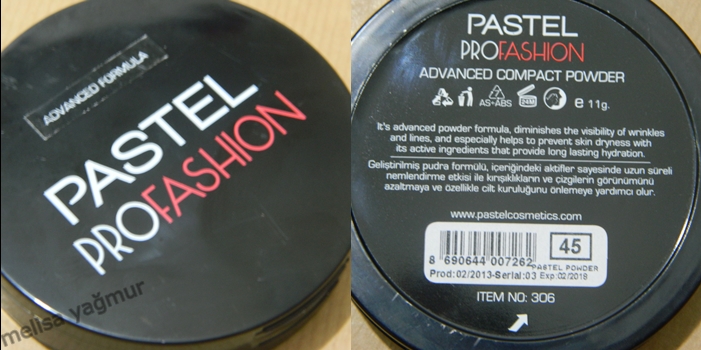 ADVANCED FORMULA
PASTEL
PROFASHION
melisa yağmur
PASTEL
PROFASHION
ADVANCED COMPACT POWDER
7
AS+ABS
24M
e 11g.
It's advanced powder formula, diminishes the visibility of wrinkles
and lines, and especially helps to prevent skin dryness with
its active ingredients that provide long lasting hydration.
Geliştirilmiş pudra formülü, içeriğindeki aktifler sayesinde uzun süreli
nemlendirme etkisi ile kırışıklıkların ve çizgilerin görünümünü
azaltmaya ve özellikle cilt kuruluğunu önlemeye yardımcı olur.
www.pastelcosmetics.com
45
8 690644 007262
PASTEL POWDER
Prod:02/2013-Serial:03 Exp:02/2018
ITEM NO: 306